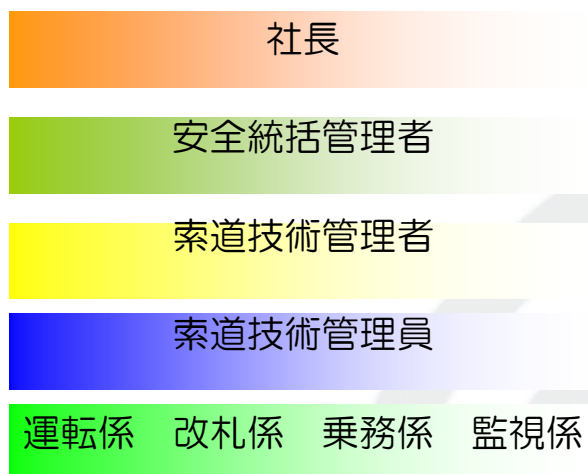 社長
安全統括管理者
索道技術管理者
索道技術管理員
運転係　改札係　乗務係　監視係